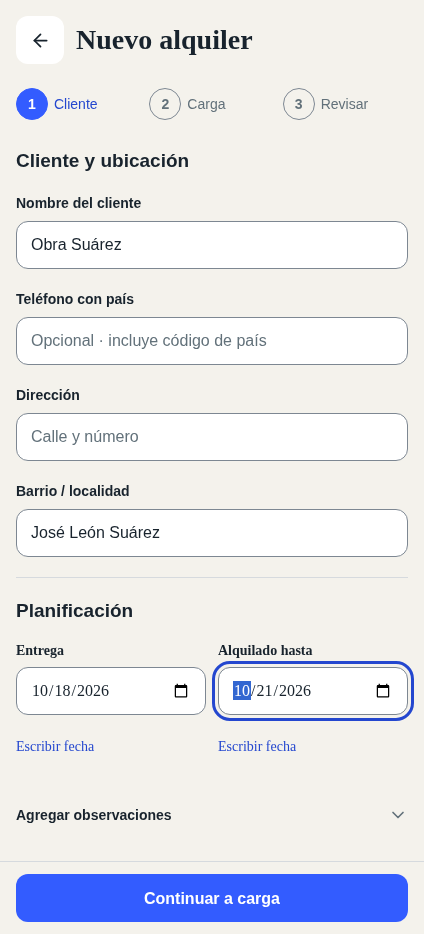 Nuevo alquiler
1 Cliente 2 Carga 3 Revisar
Cliente y ubicación
Nombre del cliente
Obra Suárez
Teléfono con país
Opcional · incluye código de país
Dirección
Calle y número
Barrio / localidad
José León Suárez
Planificación
Entrega Alquilado hasta
10/18/2026 10/21/2026
Escribir fecha Escribir fecha
Agregar observaciones
Continuar a carga